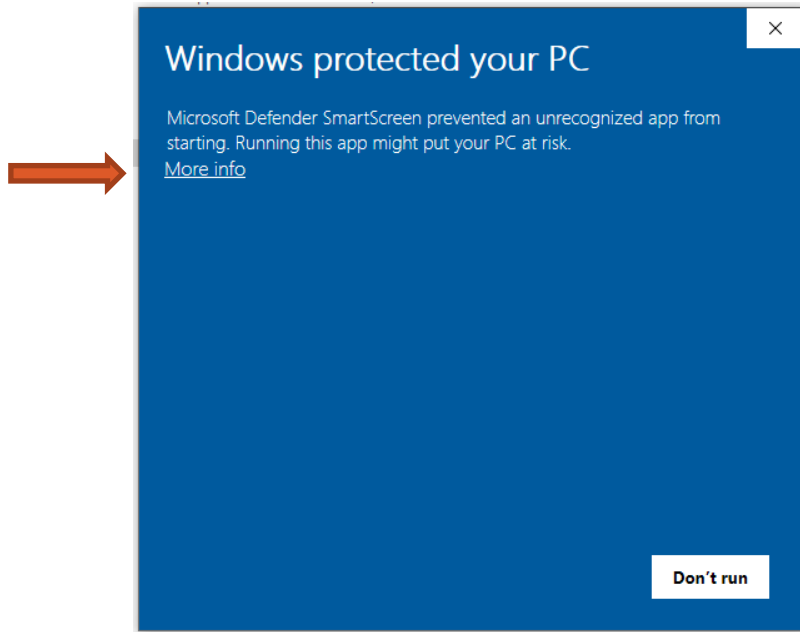 Windows protected your PC
Microsoft Defender SmartScreen prevented an unrecognized app from
starting. Running this app might put your PC at risk.
More info
Don't run